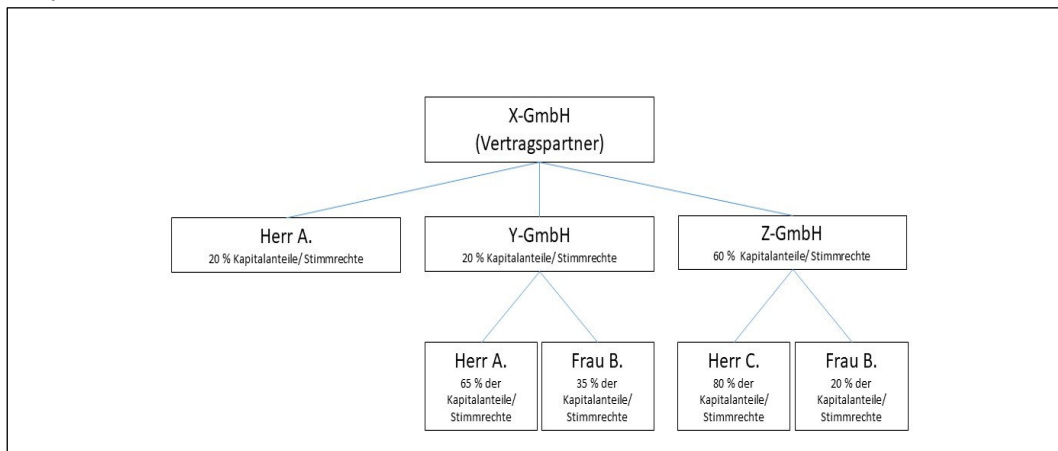 X-GmbH
(Vertragspartner)
Herr A.
20 % Kapitalanteile/ Stimmrechte
Y-GmbH
20 % Kapitalanteile/ Stimmrechte
Z-GmbH
60 % Kapitalanteile/ Stimmrechte
Herr A.
65 % der
Kapitalanteile/
Stimmrechte
Frau B.
35 % der
Kapitalanteile/
Stimmrechte
Herr C.
80 % der
Kapitalanteile/
Stimmrechte
Frau B.
20 % der
Kapitalanteile/
Stimmrechte